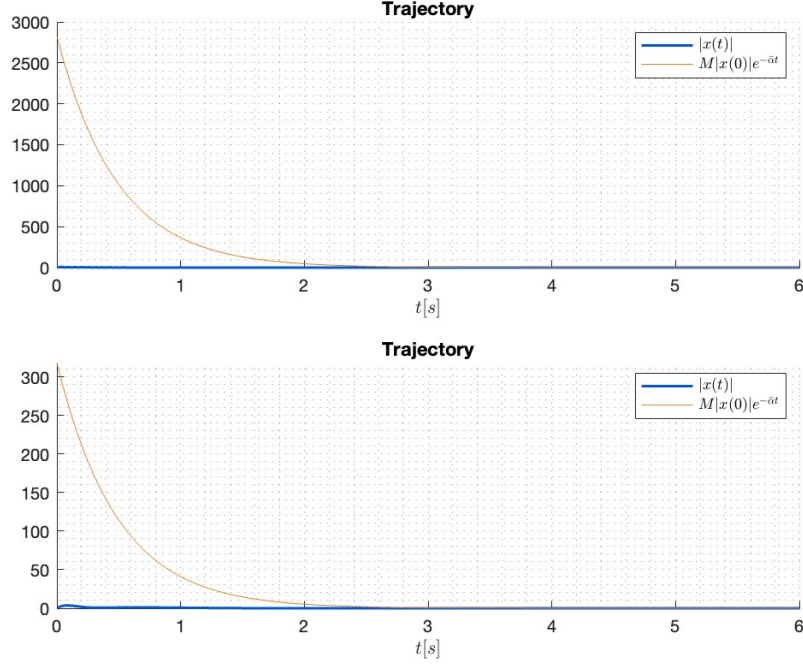 Trajectory
3000
2500
2000
1500
1000
500
0
|x(t)|
M|x(0)|e^{-\bar{\alpha}t}
0 1 2 3 4 5 6
t[s]
Trajectory
300
250
200
150
100
50
0
|x(t)|
M|x(0)|e^{-\bar{\alpha}t}
0 1 2 3 4 5 6
t[s]